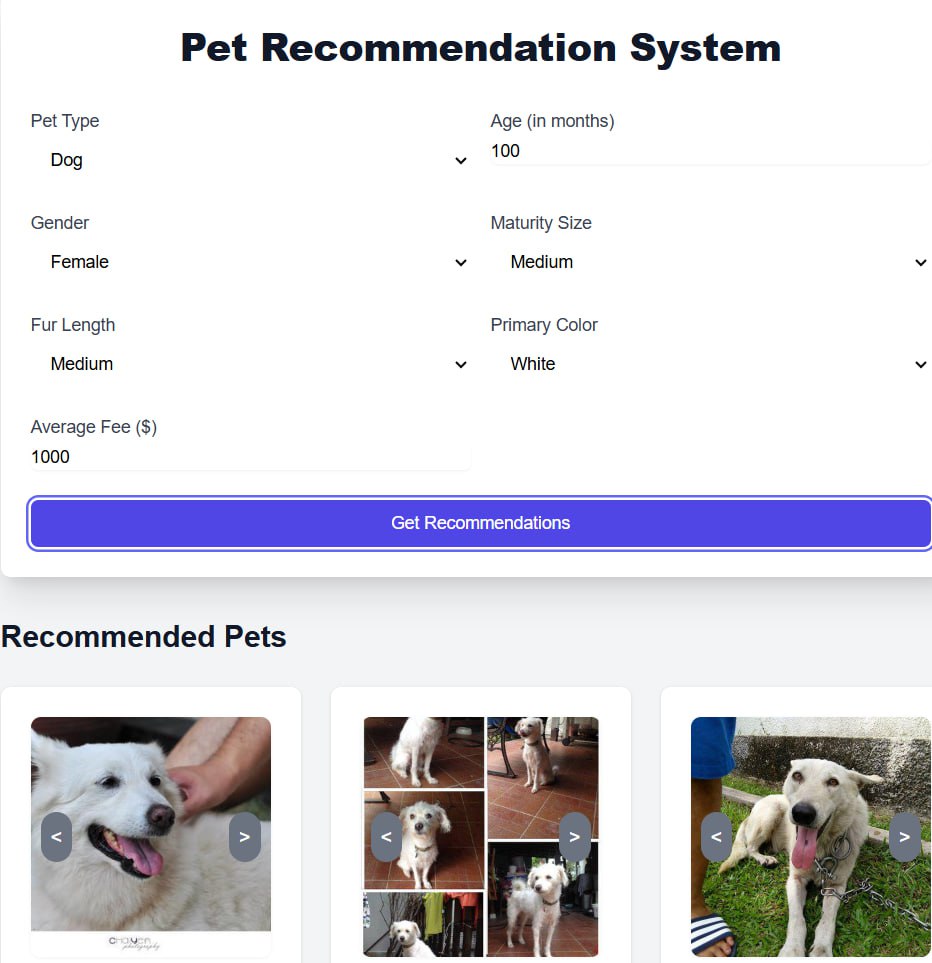 Pet Recommendation System
Pet Type
Age (in months)
Dog
100
Gender
Maturity Size
Female
Medium
Fur Length
Primary Color
Medium
White
Average Fee ($)
1000
Get Recommendations
Recommended Pets
< > < > < >
photography